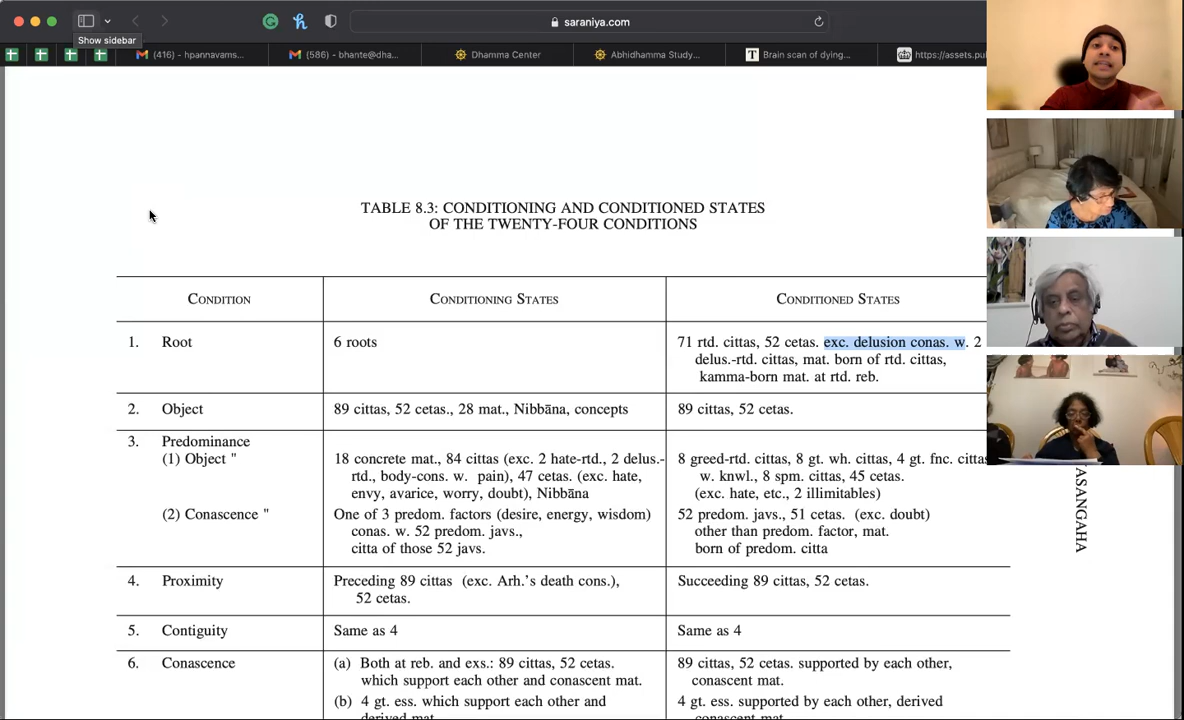 saraniya.com
Show sidebar
(416) - hpannavams...
(586) - bhante@dha...
Dhamma Center
Abhidhamma Study...
T
Brain scan of dying...
https://assets.pu
TABLE 8.3: CONDITIONING AND CONDITIONED STATES
OF THE TWENTY-FOUR CONDITIONS
CONDITION
CONDITIONING STATES
CONDITIONED STATES
1. Root
6 roots
71 rtd. cittas, 52 cetas. exc. delusion conas. w. 2
delus.-rtd. cittas, mat. born of rtd. cittas,
kamma-born mat. at rtd. reb.
2. Object
89 cittas, 52 cetas., 28 mat., Nibbāna, concepts
89 cittas, 52 cetas.
3. Predominance
(1) Object "
18 concrete mat., 84 cittas (exc. 2 hate-rtd., 2 delus.-
rtd., body-cons. w. pain), 47 cetas. (exc. hate,
envy, avarice, worry, doubt), Nibbāna
8 greed-rtd. cittas, 8 gt. wh. cittas, 4 gt. fnc. cittas
w. knwl., 8 spm. cittas, 45 cetas.
(exc. hate, etc., 2 illimitables)
(2) Conascence "
One of 3 predom. factors (desire, energy, wisdom)
conas. w. 52 predom. javs.,
citta of those 52 javs.
52 predom. javs., 51 cetas. (exc. doubt)
other than predom. factor, mat.
born of predom. citta
4. Proximity
Preceding 89 cittas (exc. Arh.'s death cons.),
52 cetas.
Succeeding 89 cittas, 52 cetas.
5. Contiguity
Same as 4
Same as 4
6. Conascence
(a) Both at reb. and exs.: 89 cittas, 52 cetas.
which support each other and conascent mat.
89 cittas, 52 cetas. supported by each other,
conascent mat.
(b) 4 gt. ess. which support each other and
derived mat.
4 gt. ess. supported by each other, derived
conascent mat.
ASANGAHA